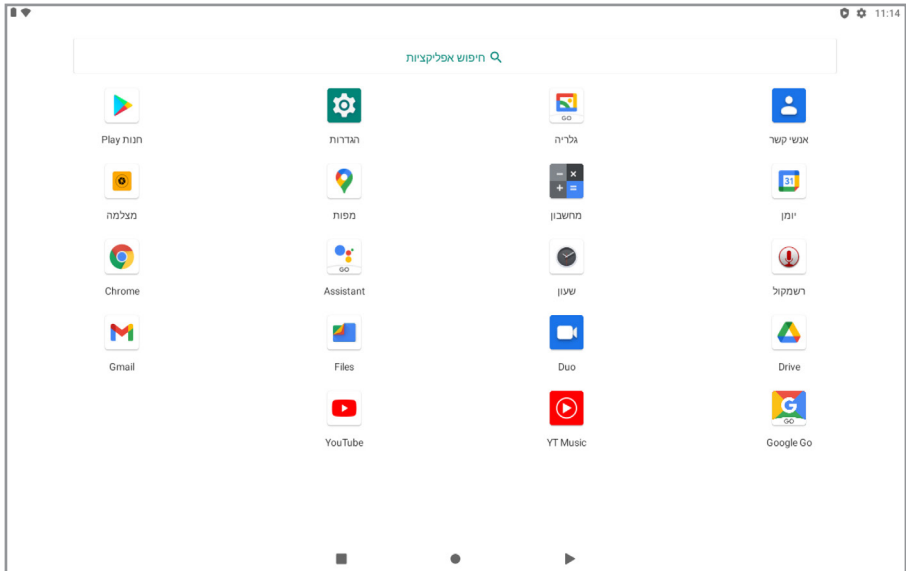 11:14
חיפוש אפליקציות
GO
אנשי קשר
גלריה
הגדרות
חנות Play
31
יומן
מחשבון
מפות
מצלמה
GO
רשמקול
שעון
Assistant
Chrome
Drive
Duo
Files
Gmail
G
GO
Google Go
YT Music
YouTube